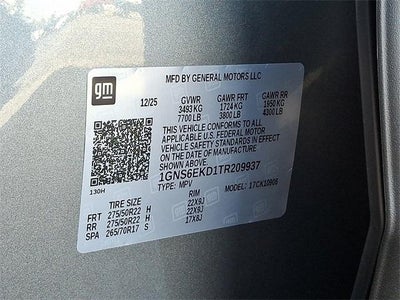 gm
MFD BY GENERAL MOTORS LLC
12/25 GVWR GAWR FRT GAWR RR
3493 KG 1724 KG 1950 KG
7700 LB 3800 LB 4300 LB
THIS VEHICLE CONFORMS TO ALL
APPLICABLE U.S. FEDERAL MOTOR
VEHICLE SAFETY STANDARDS IN
EFFECT ON THE DATE OF
MANUFACTURE SHOWN ABOVE.
1GNS6EKD1TR209937
TYPE: MPV 17CK10906
130H
TIRE SIZE RIM
FRT 275/50R22 H 22X9J
RR 275/50R22 H 22X9J
SPA 265/70R17 S 17X8J